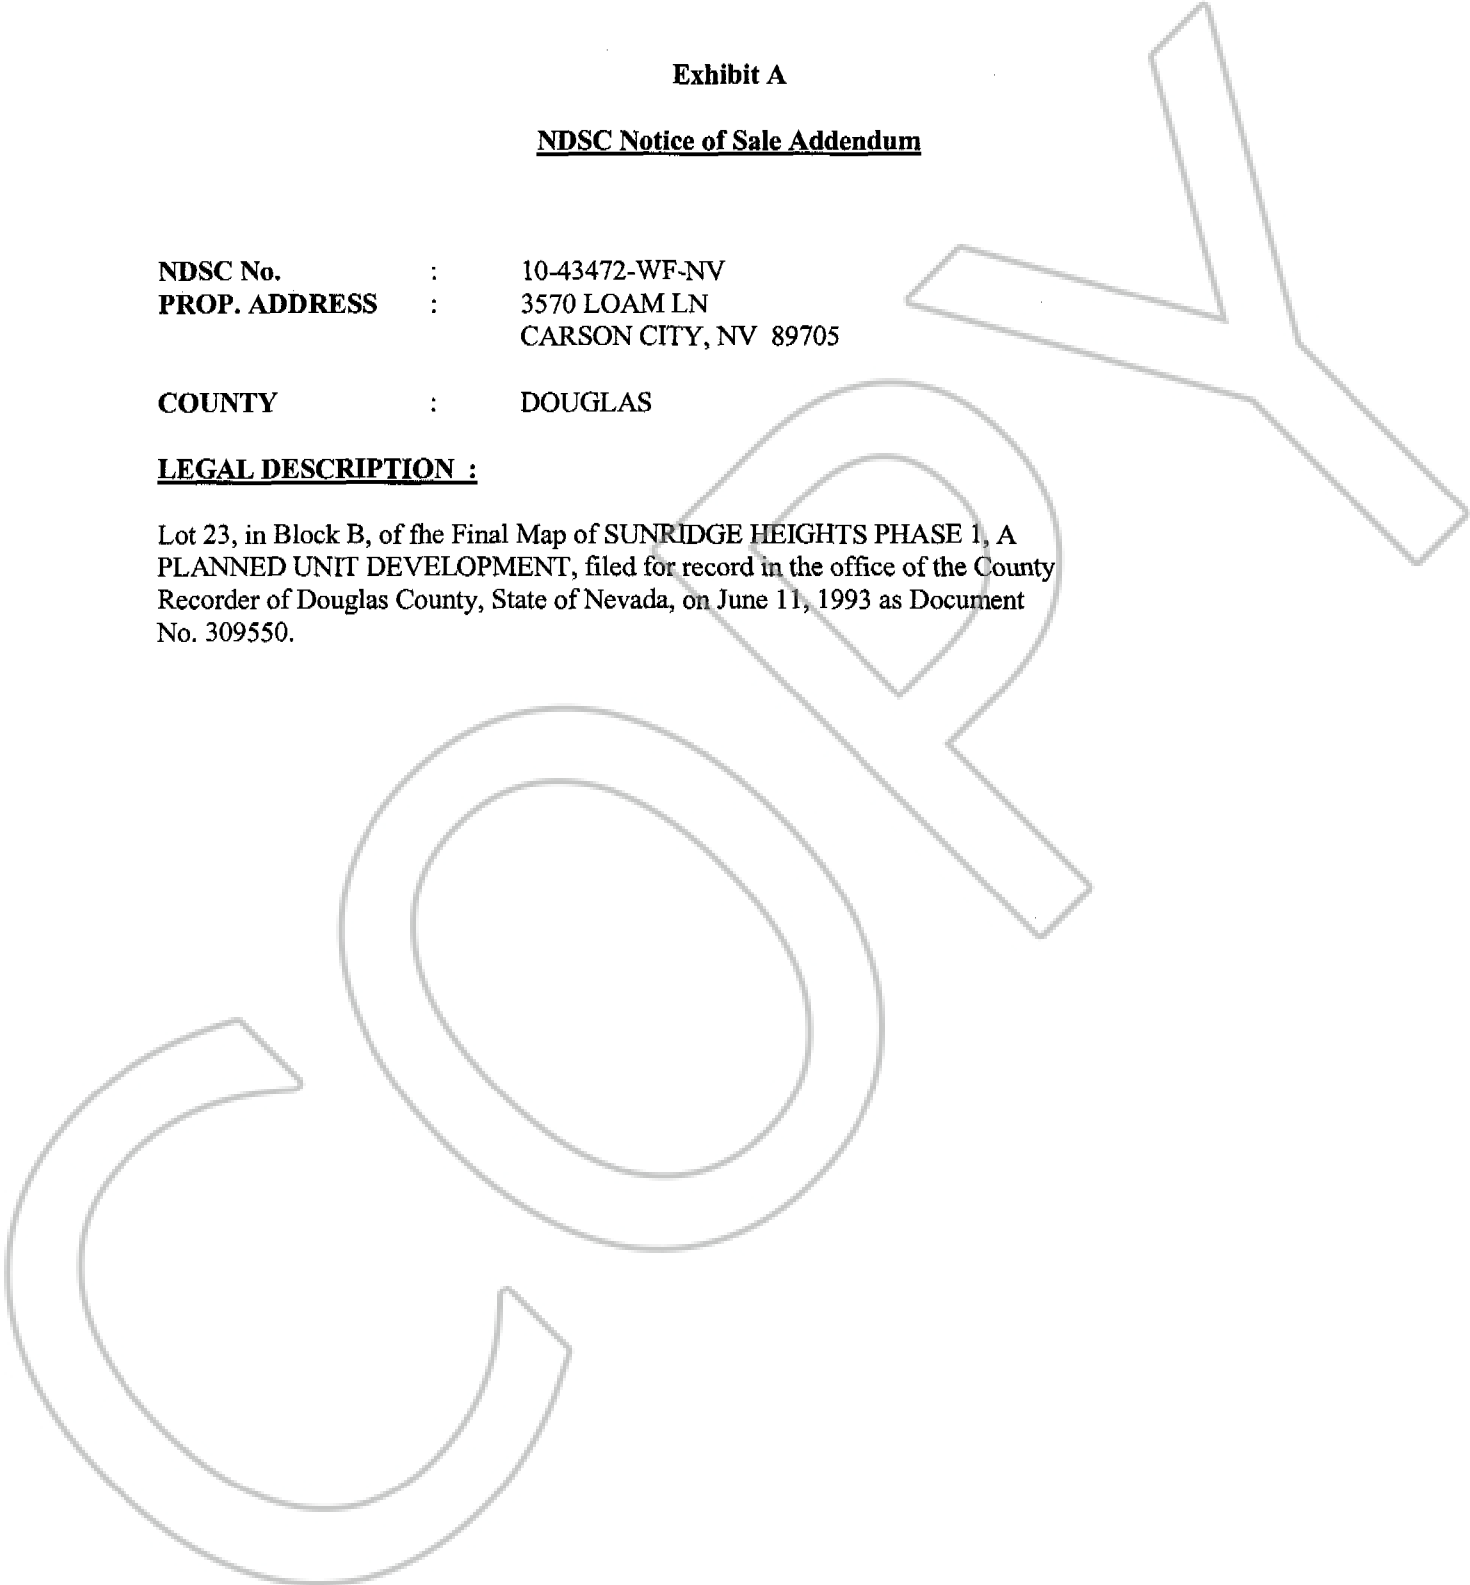 Exhibit A
NDSC Notice of Sale Addendum
NDSC No. : 10-43472-WF-NV
PROP. ADDRESS : 3570 LOAM LN
CARSON CITY, NV 89705
COUNTY : DOUGLAS
LEGAL DESCRIPTION :
Lot 23, in Block B, of fhe Final Map of SUNRIDGE HEIGHTS PHASE 1, A
PLANNED UNIT DEVELOPMENT, filed for record in the office of the County
Recorder of Douglas County, State of Nevada, on June 11, 1993 as Document
No. 309550.
COPY